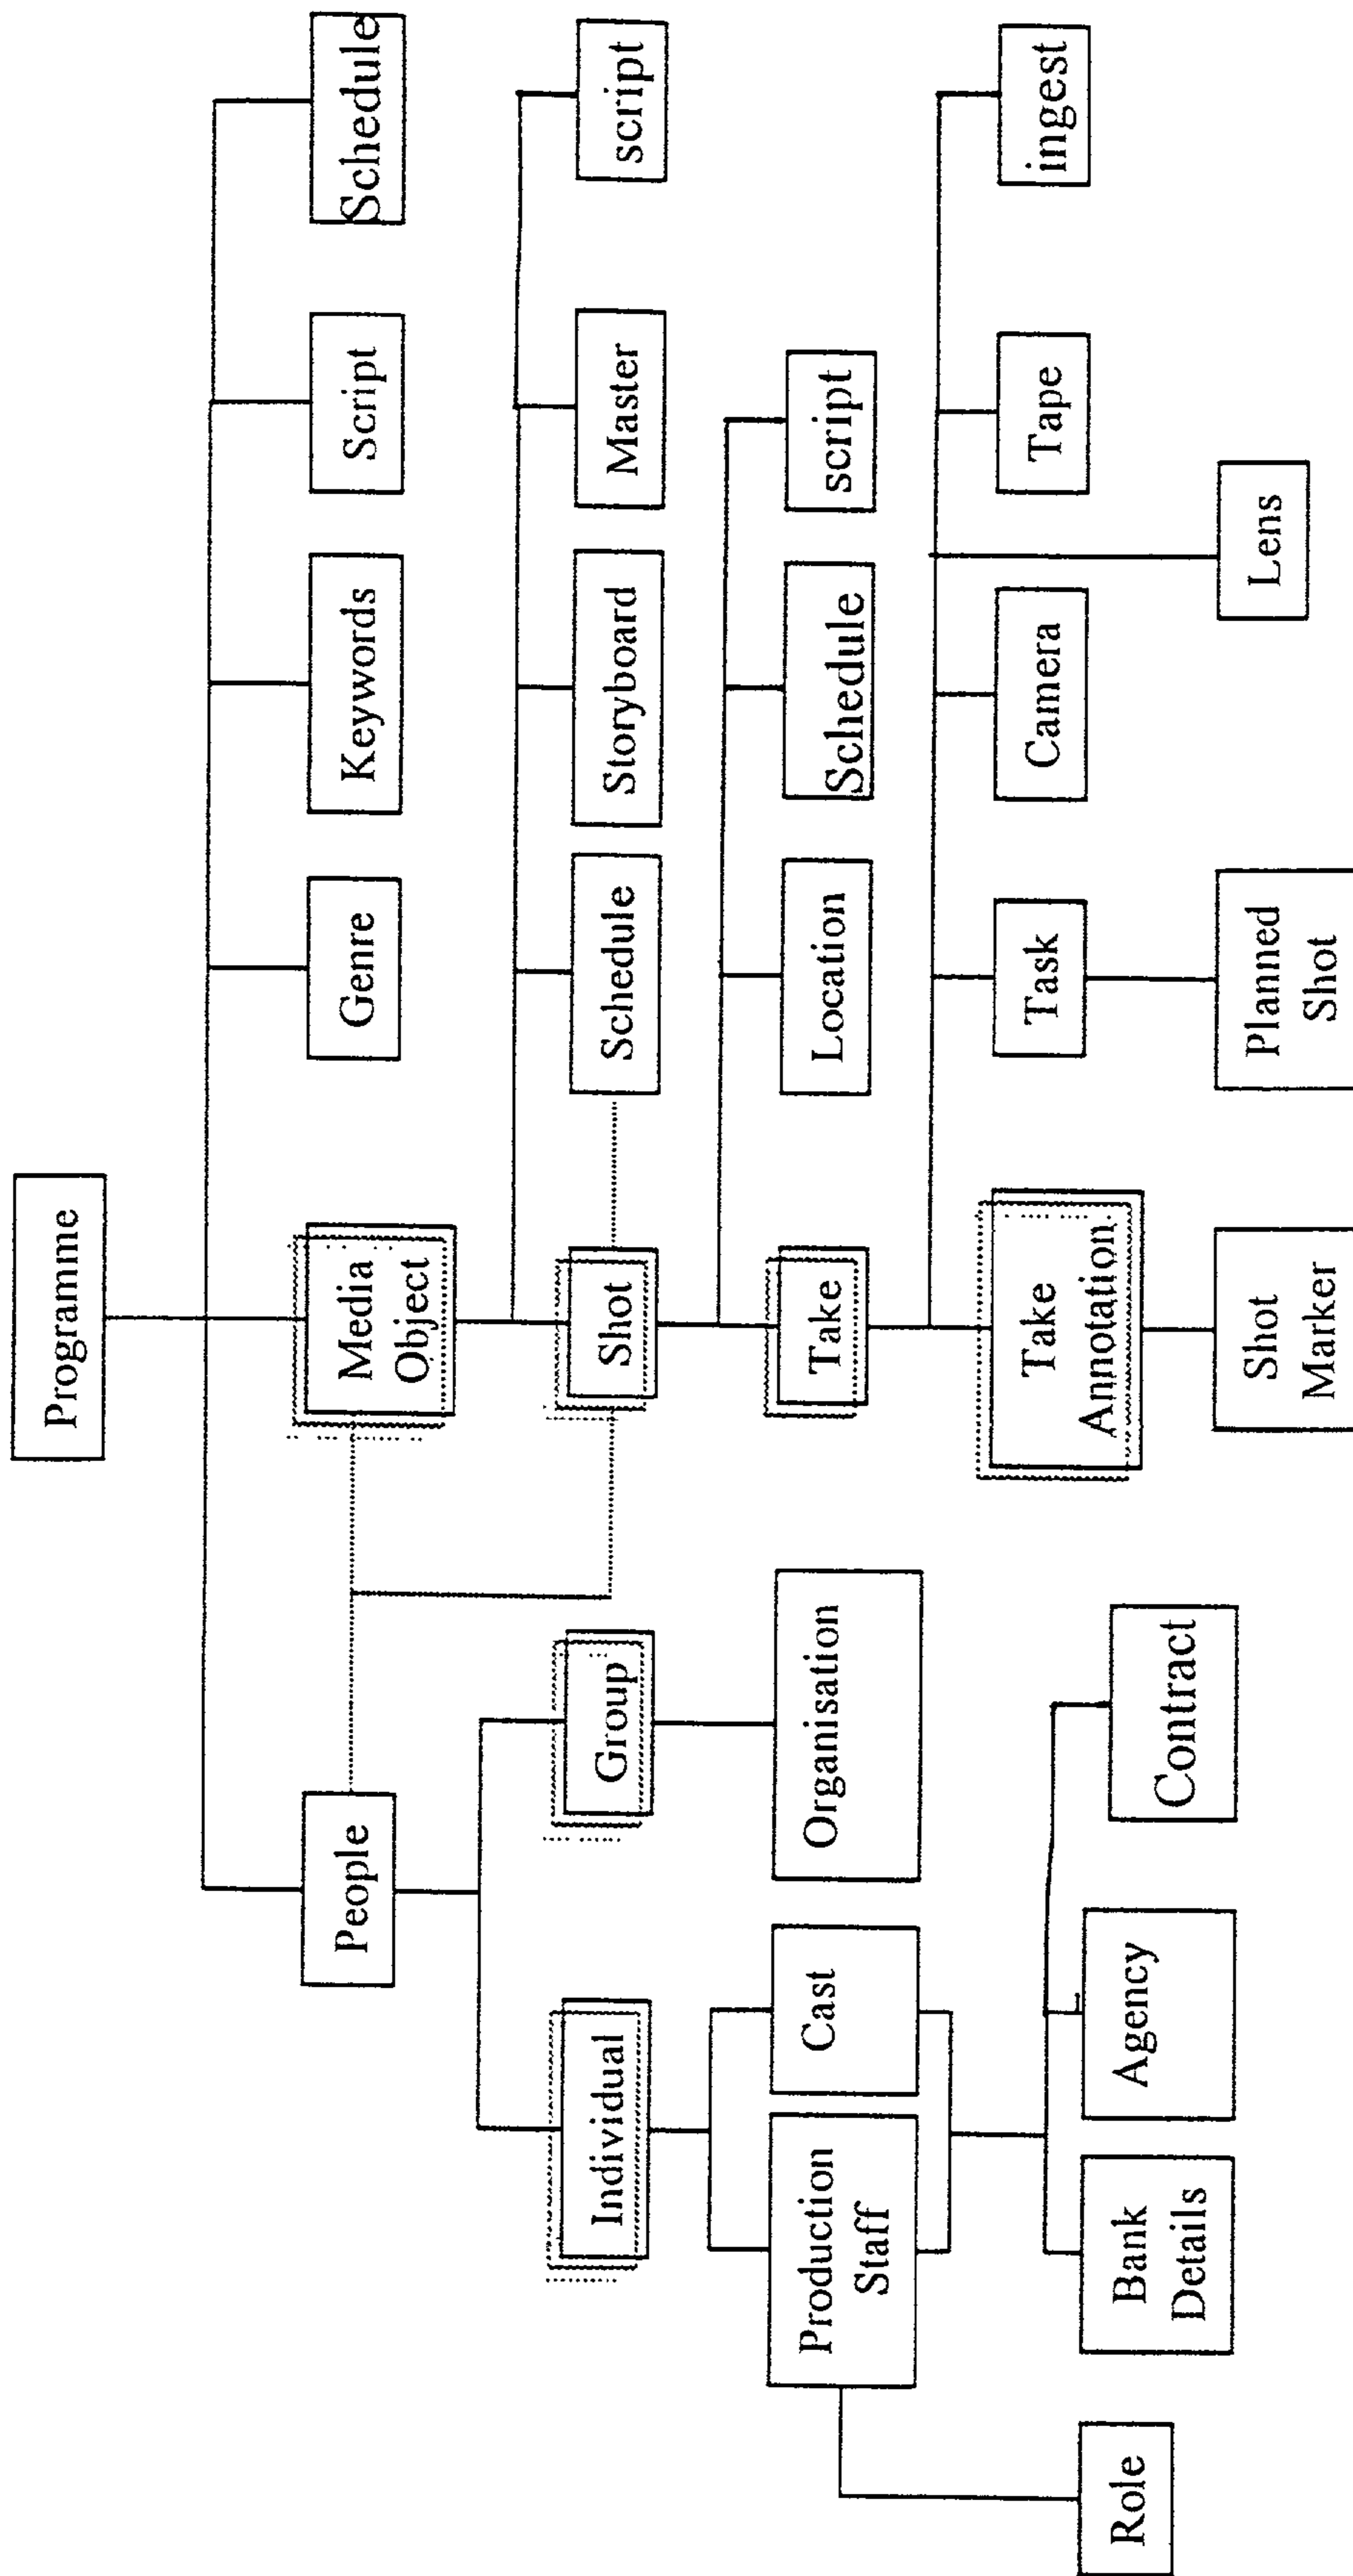 Programme
People
Media
Object
Genre
Keywords
Script
Schedule
Individual
Group
Shot
Schedule
Storyboard
Master
script
Production
Staff
Cast
Organisation
Take
Location
Schedule
script
Take
Annotation
Task
Camera
Tape
ingest
Role
Bank
Details
Agency
Contract
Shot
Marker
Planned
Shot
Lens